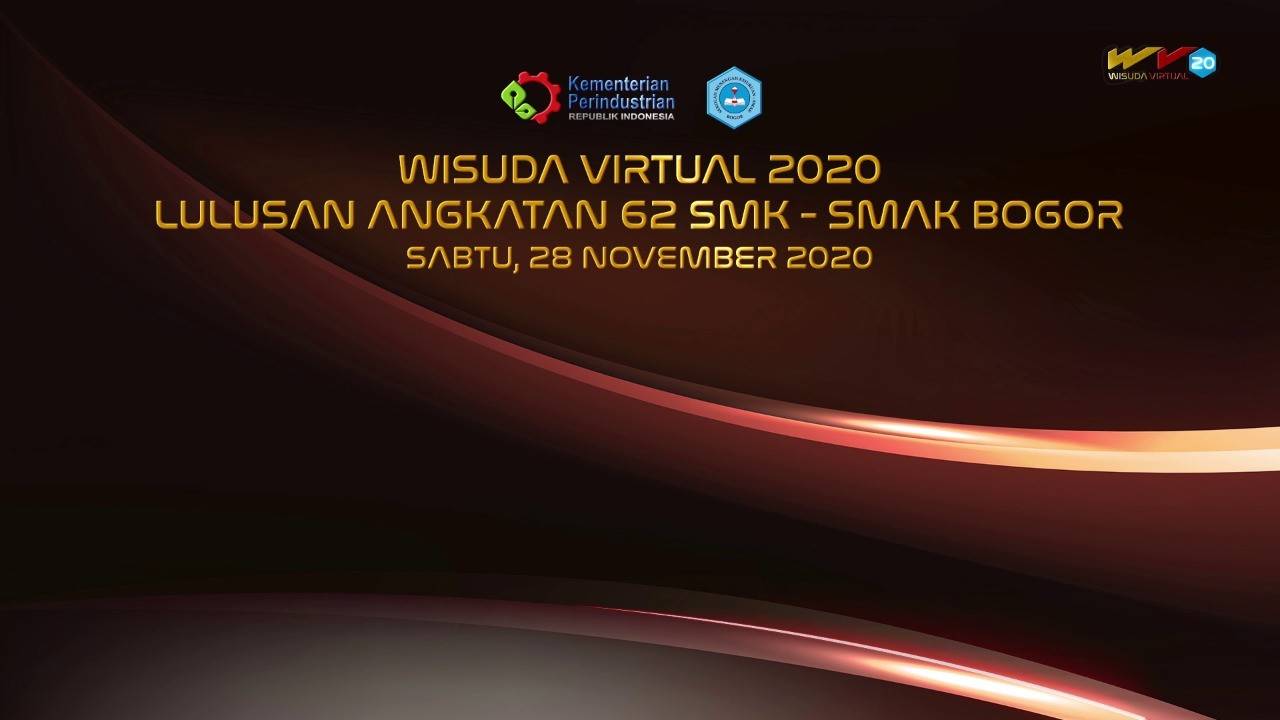 Kementerian
Perindustrian
REPUBLIK INDONESIA
BOGOR
WISUDA VIRTUAL 20
WISUDA VIRTUAL 2020
LULUSAN ANGKATAN 62 SMK - SMAK BOGOR
SABTU, 28 NOVEMBER 2020